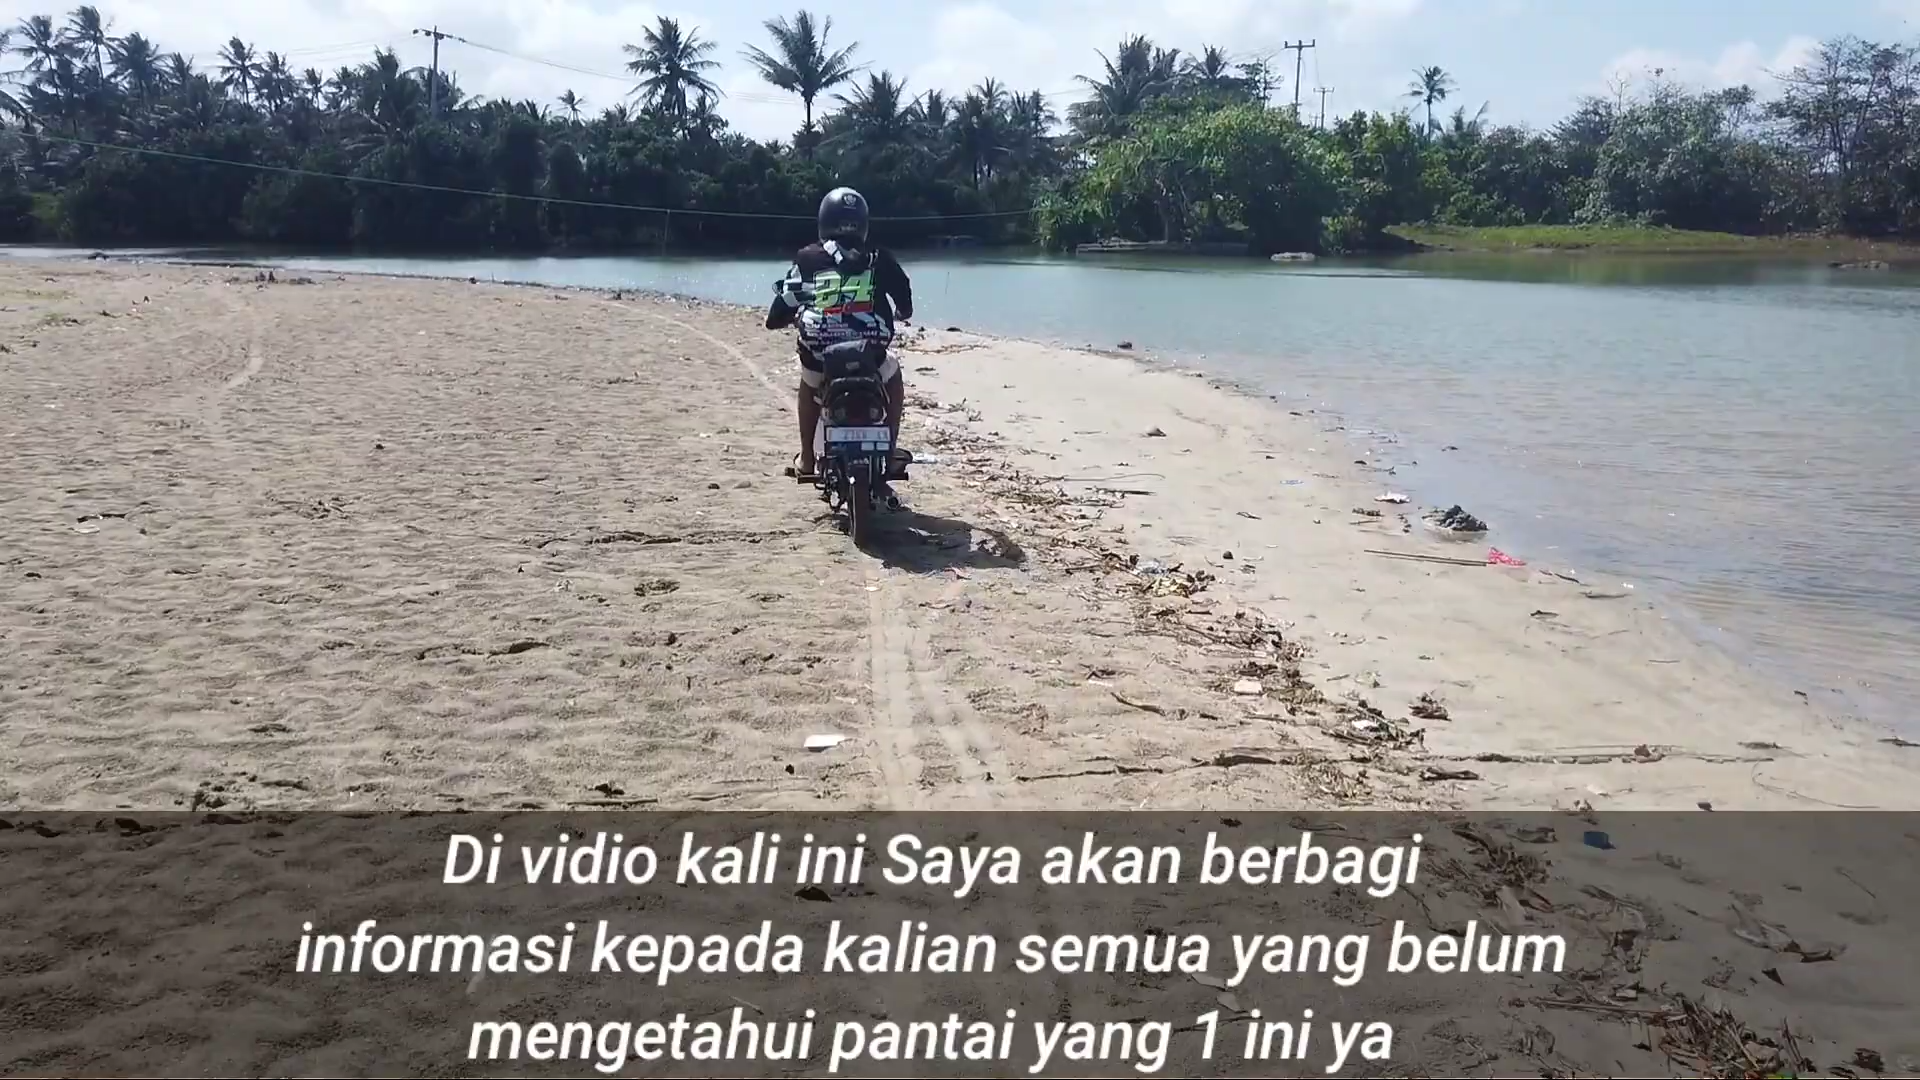 84
Di vidio kali ini Saya akan berbagi
informasi kepada kalian semua yang belum
mengetahui pantai yang 1 ini ya